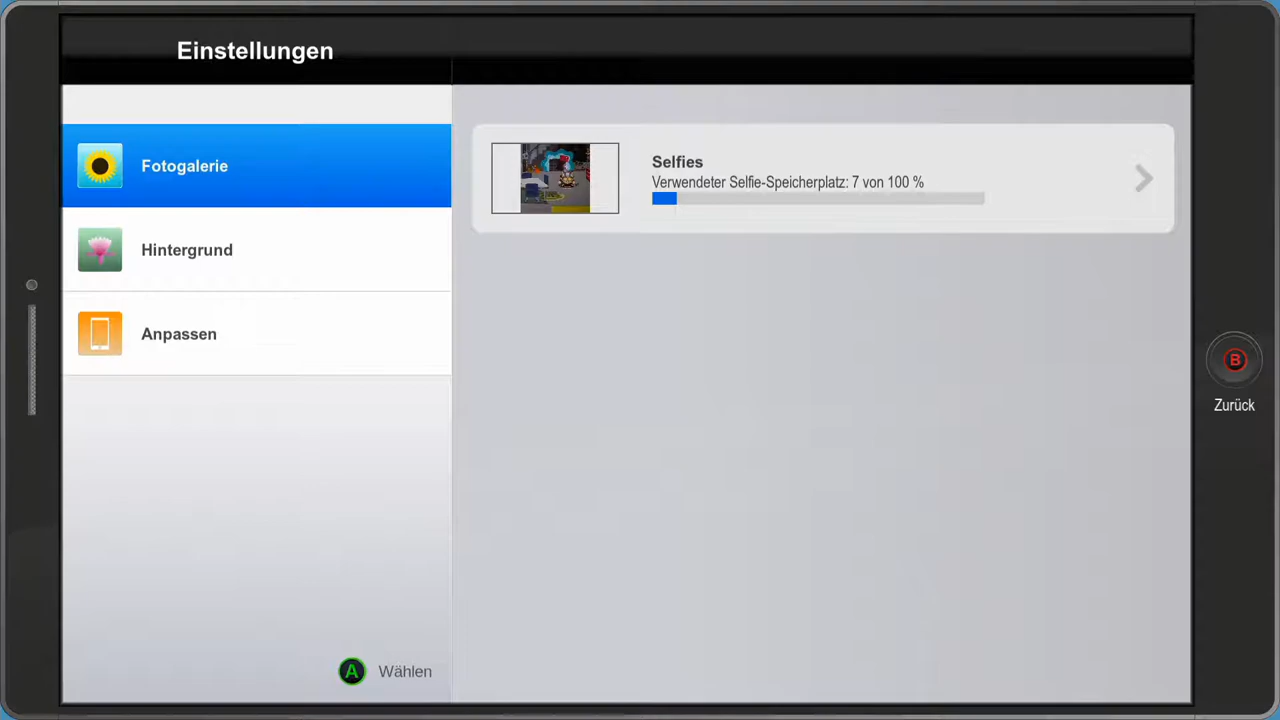 Einstellungen
Fotogalerie
Hintergrund
Anpassen
A Wählen
Selfies
Verwendeter Selfie-Speicherplatz: 7 von 100 %
B
Zurück